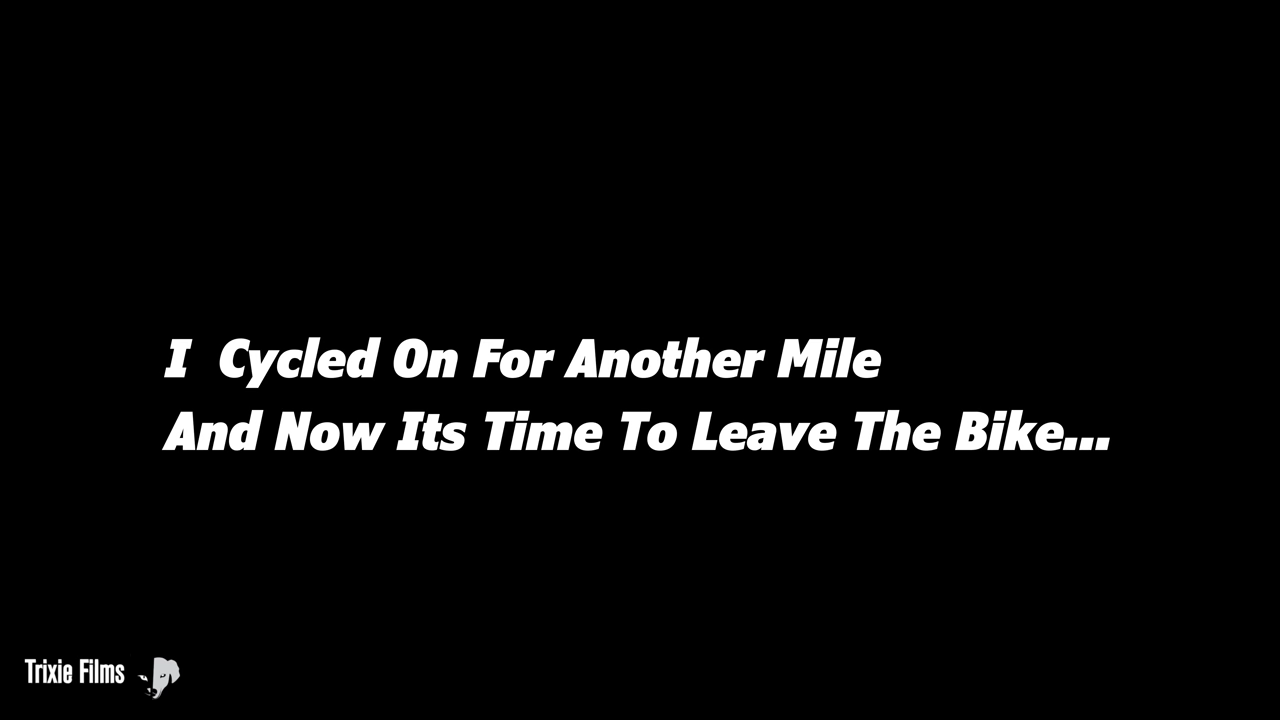 I  Cycled On For Another Mile
And Now Its Time To Leave The Bike...
Trixie Films